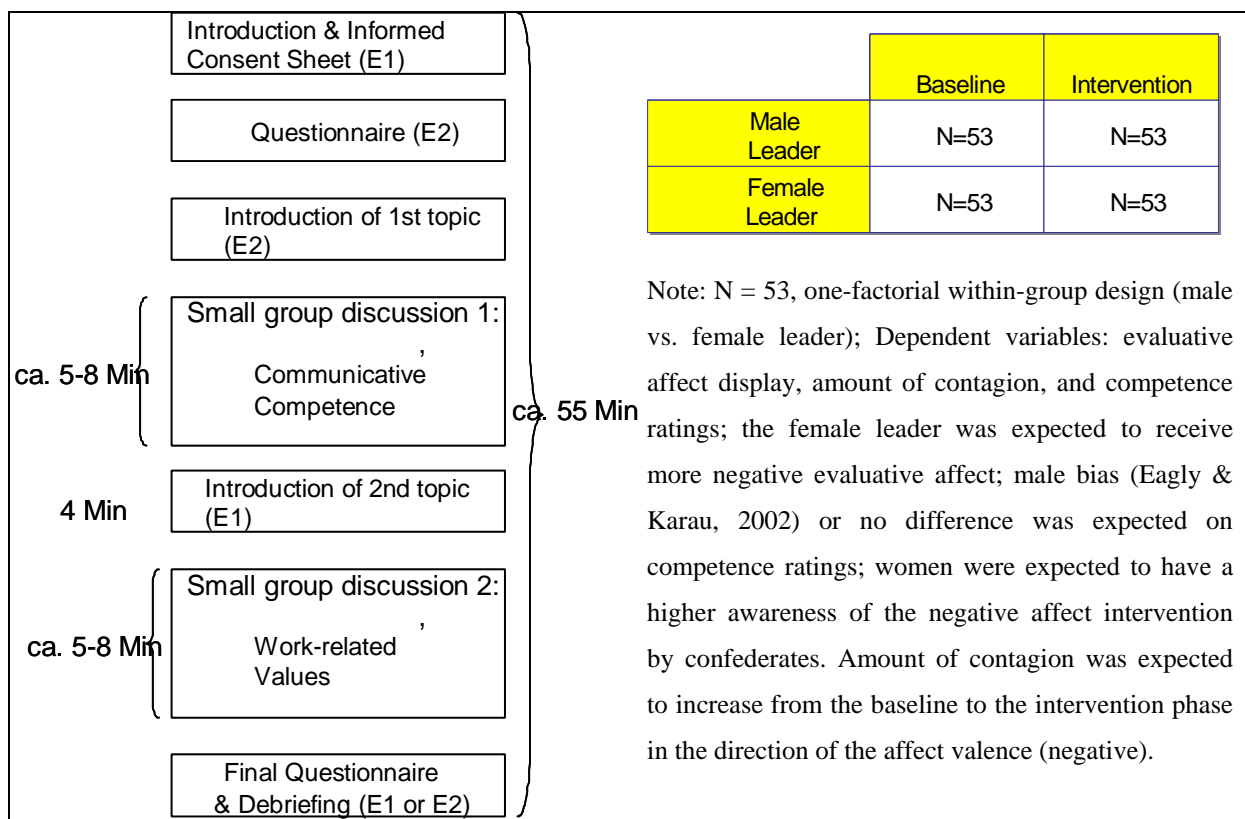 Introduction & Informed
Consent Sheet (E1)
Questionnaire (E2)
Introduction of 1st topic
(E2)
Small group discussion 1:
,
Communicative
Competence
ca. 5-8 Min
ca. 55 Min
Introduction of 2nd topic
(E1)
4 Min
Small group discussion 2:
,
Work-related
Values
ca. 5-8 Min
Final Questionnaire
& Debriefing (E1 or E2)
Baseline Intervention
Male
Leader
N=53 N=53
Female
Leader
N=53 N=53
Note: N = 53, one-factorial within-group design (male
vs. female leader); Dependent variables: evaluative
affect display, amount of contagion, and competence
ratings; the female leader was expected to receive
more negative evaluative affect; male bias (Eagly &
Karau, 2002) or no difference was expected on
competence ratings; women were expected to have a
higher awareness of the negative affect intervention
by confederates. Amount of contagion was expected
to increase from the baseline to the intervention phase
in the direction of the affect valence (negative).